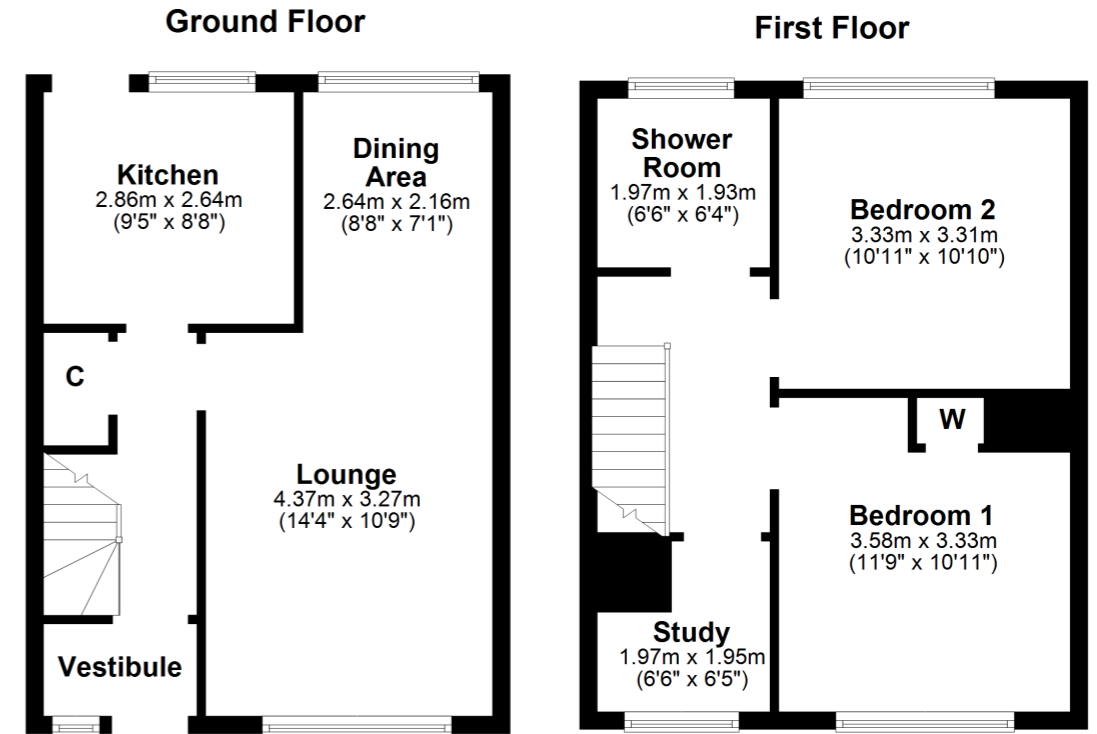 Ground Floor
Kitchen
2.86m x 2.64m
(9'5" x 8'8")
Dining
Area
2.64m x 2.16m
(8'8" x 7'1")
C
Lounge
4.37m x 3.27m
(14'4" x 10'9")
Vestibule
First Floor
Shower
Room
1.97m x 1.93m
(6'6" x 6'4")
Bedroom 2
3.33m x 3.31m
(10'11" x 10'10")
W
Bedroom 1
3.58m x 3.33m
(11'9" x 10'11")
Study
1.97m x 1.95m
(6'6" x 6'5")